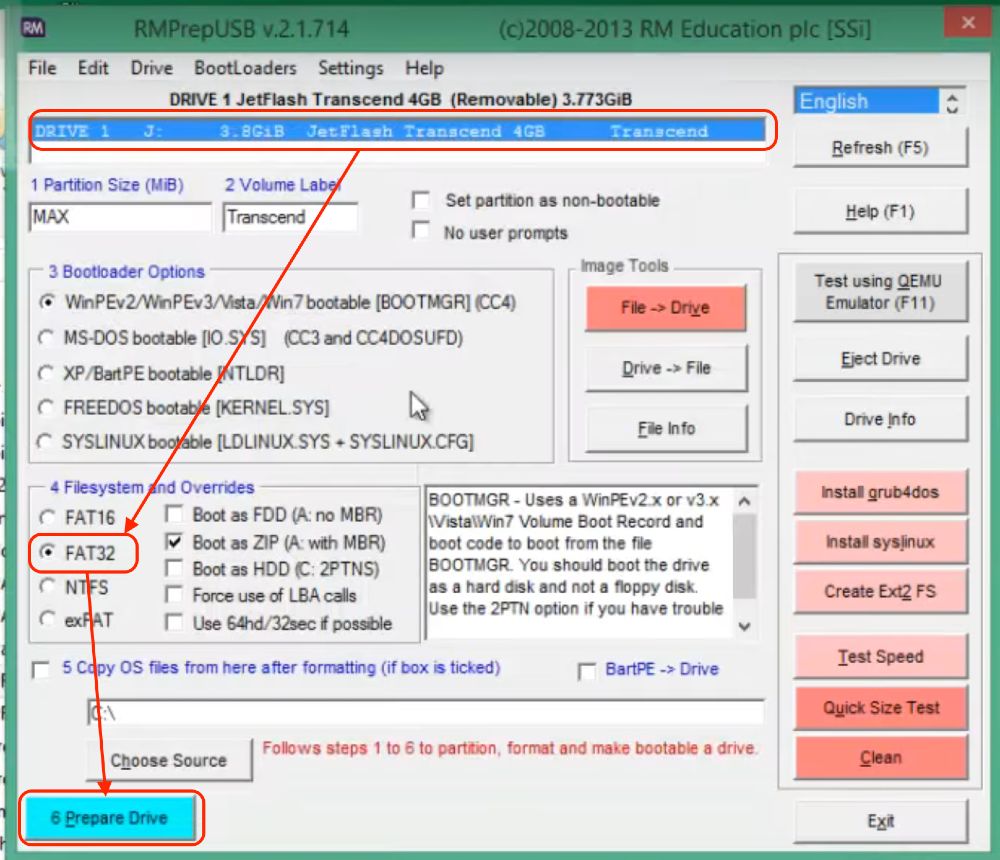 RM RMPrepUSB v.2.1.714 (c)2008-2013 RM Education plc [SSi]
File Edit Drive BootLoaders Settings Help
DRIVE 1 JetFlash Transcend 4GB (Removable) 3.773GiB
DRIVE 1 J: 3.8GiB JetFlash Transcend 4GB Transcend
English
Refresh (F5)
Help (F1)
1 Partition Size (MiB) 2 Volume Label
MAX Transcend
Set partition as non-bootable
No user prompts
3 Bootloader Options
WinPEv2/WinPEv3/Vista/Win7 bootable [BOOTMGR] (CC4)
MS-DOS bootable [IO.SYS] (CC3 and CC4DOSUFD)
XP/BartPE bootable [NTLDR]
FREEDOS bootable [KERNEL.SYS]
SYSLINUX bootable [LDLINUX.SYS + SYSLINUX.CFG]
Image Tools
File -> Drive
Drive -> File
File Info
Test using QEMU
Emulator (F11)
Eject Drive
Drive Info
4 Filesystem and Overrides
FAT16
FAT32
NTFS
exFAT
Boot as FDD (A: no MBR)
Boot as ZIP (A: with MBR)
Boot as HDD (C: 2PTNS)
Force use of LBA calls
Use 64hd/32sec if possible
BOOTMGR - Uses a WinPEv2.x or v3.x
\Vista\Win7 Volume Boot Record and
boot code to boot from the file
BOOTMGR. You should boot the drive
as a hard disk and not a floppy disk.
Use the 2PTN option if you have trouble
Install grub4dos
Install syslinux
Create Ext2 FS
Test Speed
Quick Size Test
Clean
5 Copy OS files from here after formatting (if box is ticked)
BartPE -> Drive
C:\
Choose Source
Follows steps 1 to 6 to partition, format and make bootable a drive.
6 Prepare Drive
Exit